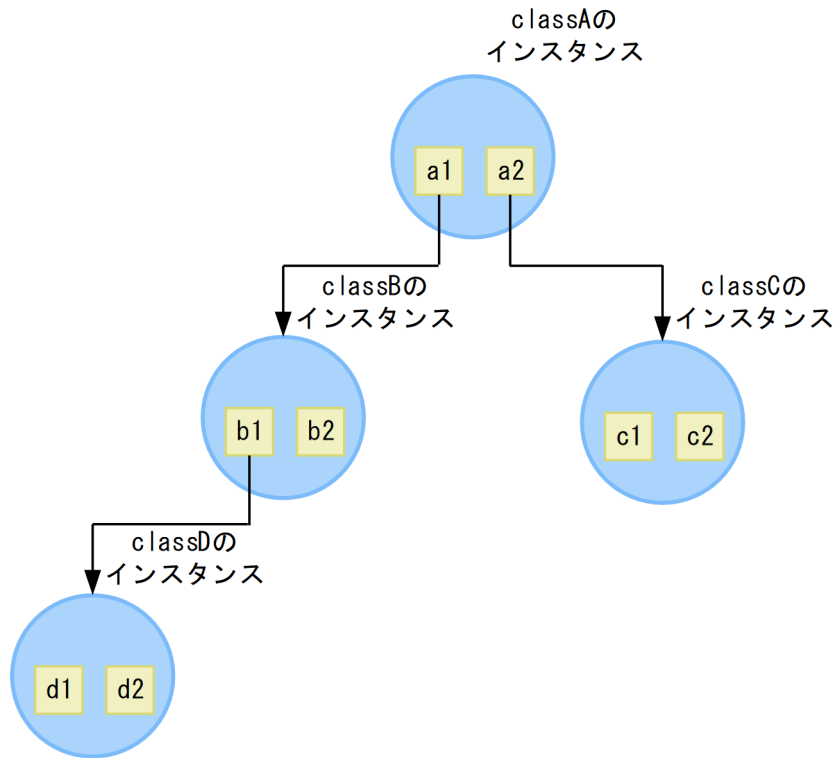 classAの
インスタンス
a1
a2
classBの
インスタンス
classCの
インスタンス
b1
b2
c1
c2
classDの
インスタンス
d1
d2